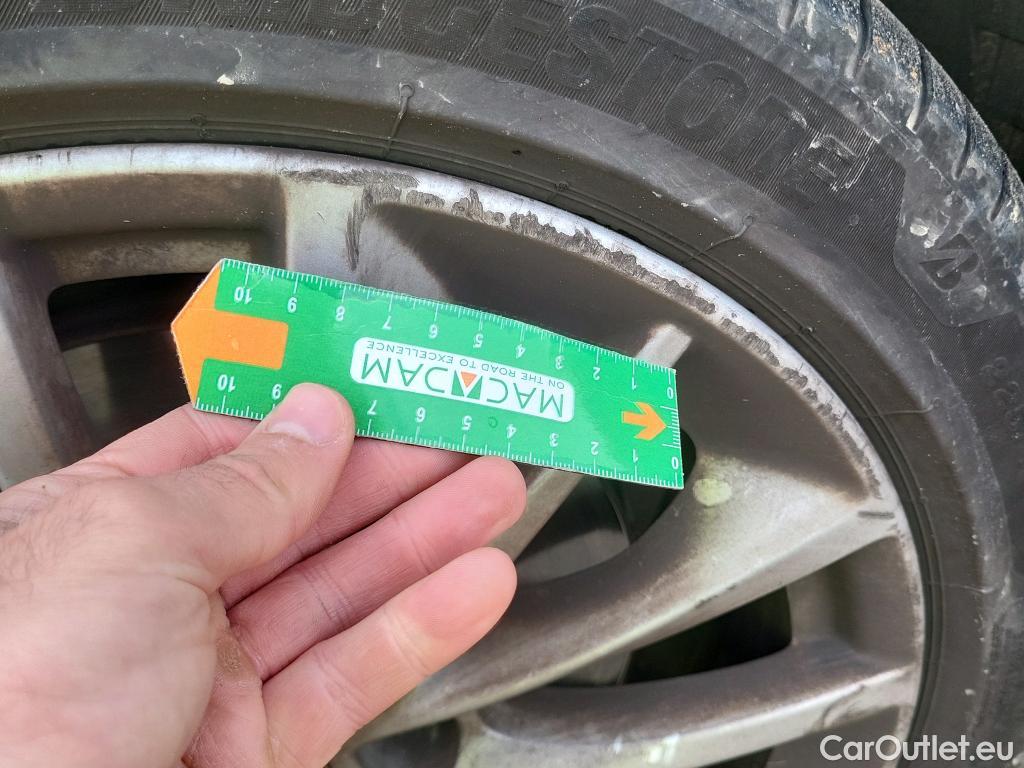 BRIDGESTONE
10 9 8 7 6 5 4 3 2 1 0
ON THE ROAD TO EXCELLENCE
MACADAM
10 9 7 6 5 4 3 2 1 0
CarOutlet.eu